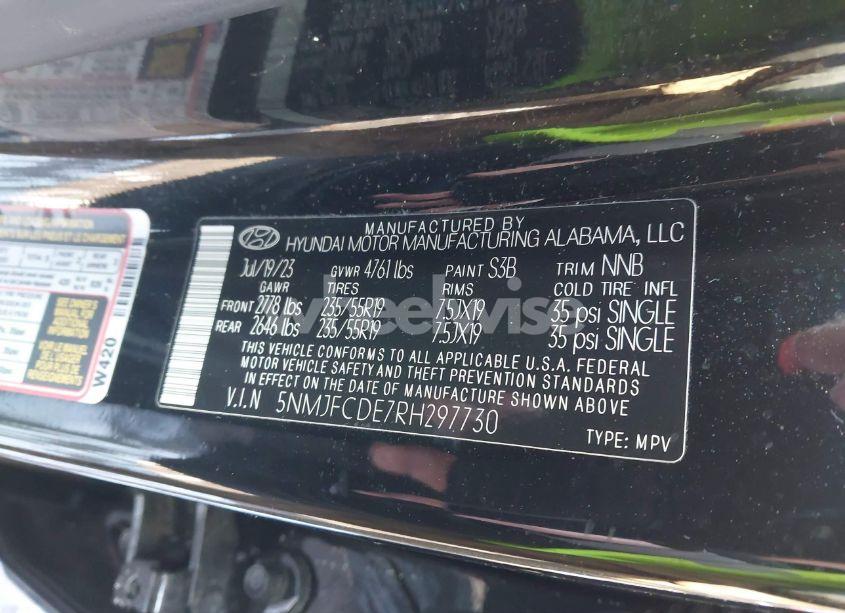 MANUFACTURED BY
HYUNDAI MOTOR MANUFACTURING ALABAMA, LLC
Jul/19/23 GVWR 4761 lbs PAINT S3B TRIM NNB
GAWR TIRES RIMS COLD TIRE INFL
FRONT 2778 lbs 235/55R19 7.5JX19 35 psi SINGLE
REAR 2646 lbs 235/55R19 7.5JX19 35 psi SINGLE
THIS VEHICLE CONFORMS TO ALL APPLICABLE U.S.A. FEDERAL
MOTOR VEHICLE SAFETY AND THEFT PREVENTION STANDARDS
IN EFFECT ON THE DATE OF MANUFACTURE SHOWN ABOVE
V.I.N 5NMJFCDE7RH297730
TYPE: MPV
W420
wheelwise